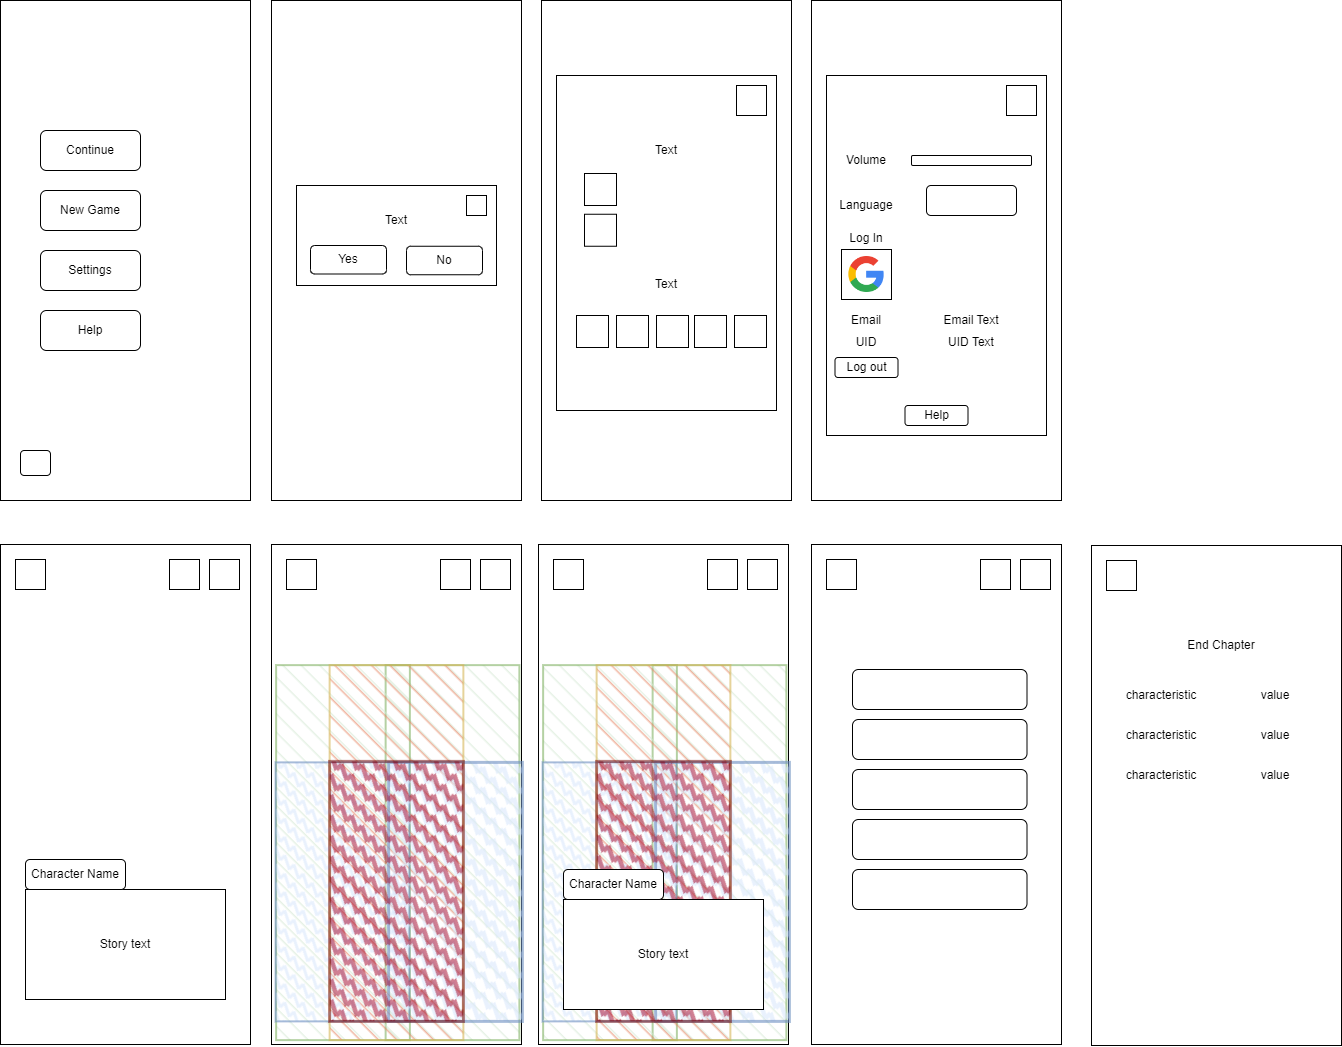 Continue
New Game
Settings
Help
Text
Yes
No
Text
Text
Volume
Language
Log In
Email
Email Text
UID
UID Text
Log out
Help
Character Name
Story text
Character Name
Story text
End Chapter
characteristic
value
characteristic
value
characteristic
value